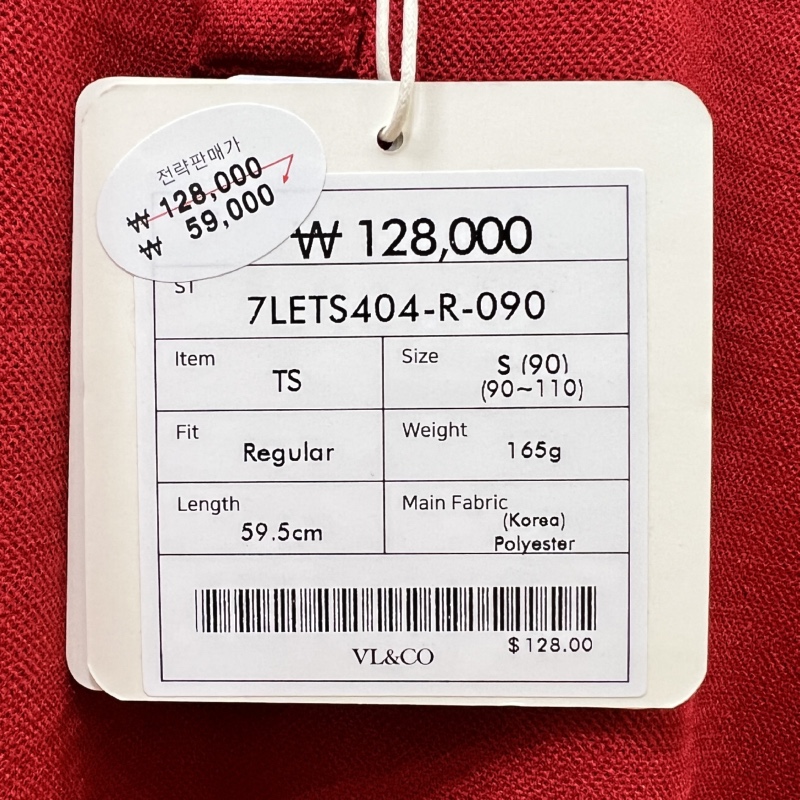 전략판매가
₩ 128,000
₩ 59,000
₩ 128,000
ST
7LETS404-R-090
Item
TS
Size
S (90)
(90~110)
Fit
Regular
Weight
165g
Length
59.5cm
Main Fabric
(Korea)
Polyester
$128.00
VL&CO